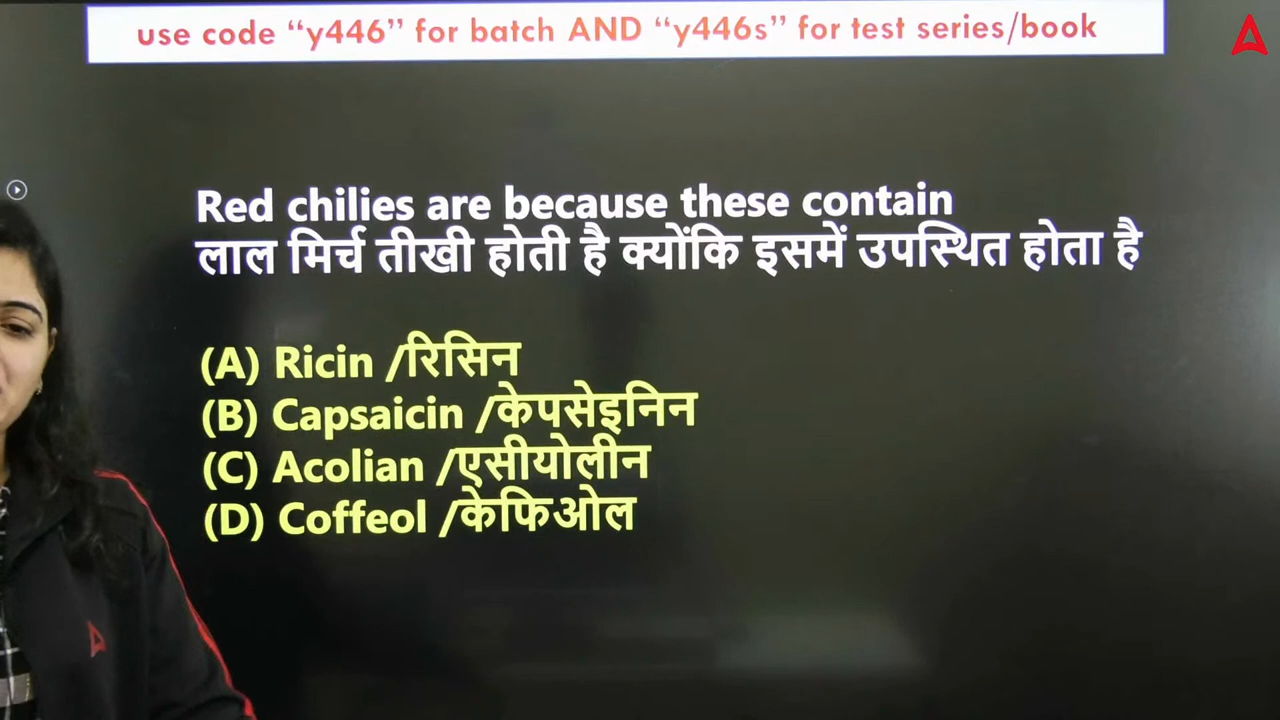 use code “y446” for batch AND “y446s” for test series/book
Red chilies are because these contain
लाल मिर्च तीखी होती है क्योंकि इसमें उपस्थित होता है
(A) Ricin /रिसिन
(B) Capsaicin /केपसेइनिन
(C) Acolian /एसीयोलीन
(D) Coffeol /केफिओल